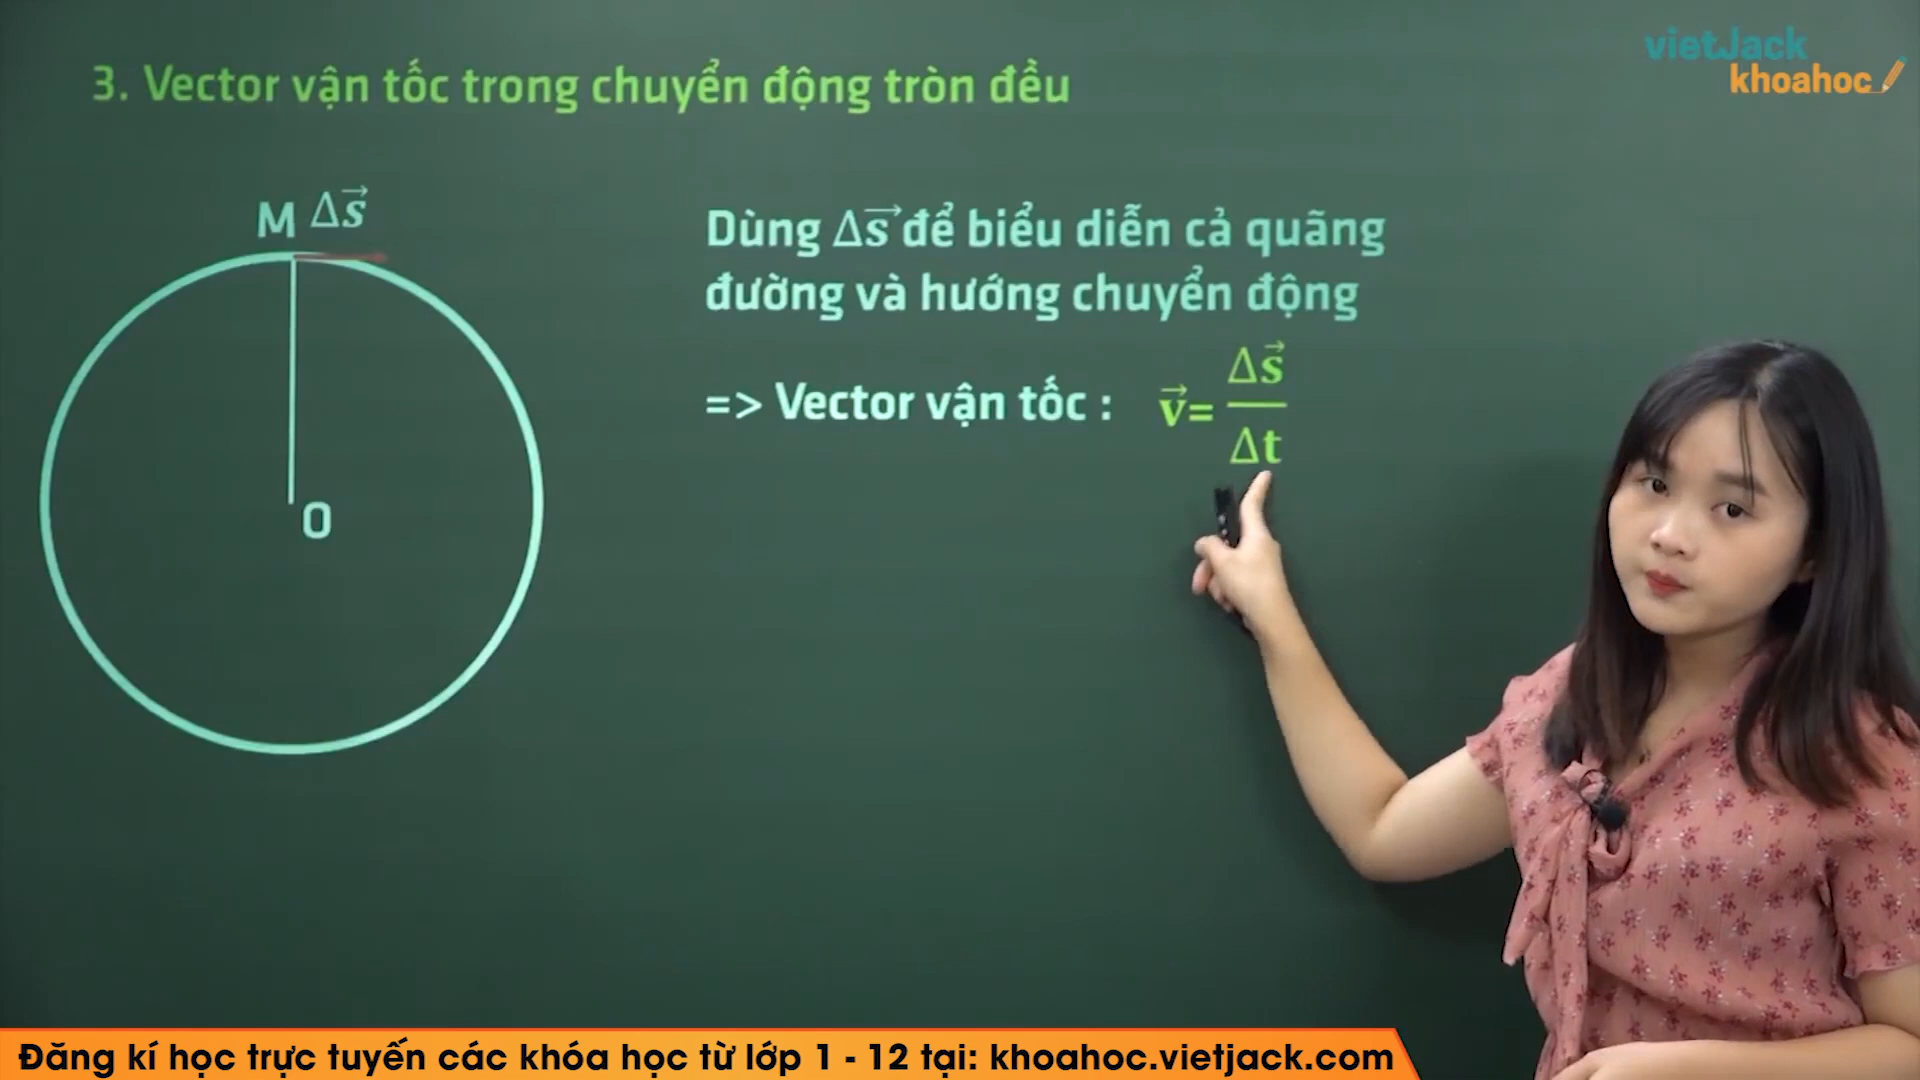 vietJack
khoahoc
3. Vector vận tốc trong chuyển động tròn đều
M Δs⃗
O
Dùng Δs⃗ để biểu diễn cả quãng
đường và hướng chuyển động
=> Vector vận tốc : v⃗= Δs⃗
Δt
Đăng kí học trực tuyến các khóa học từ lớp 1 - 12 tại: khoahoc.vietjack.com